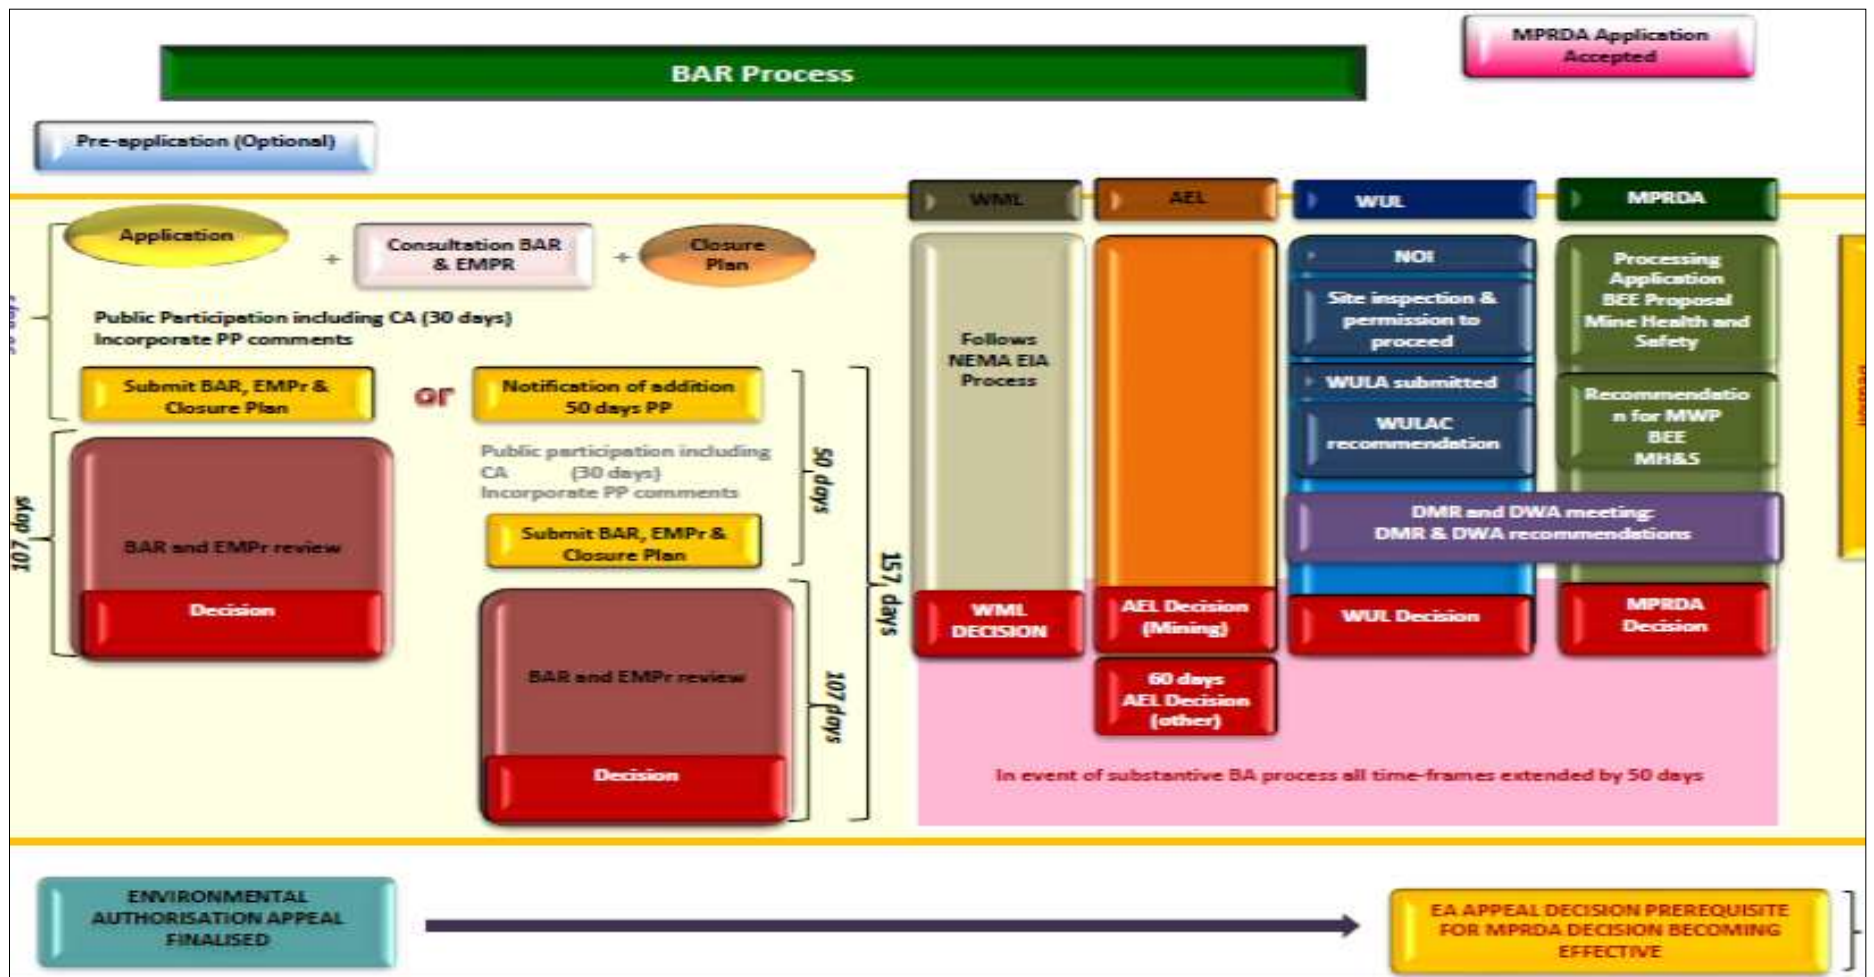 MPRDA Application
Accepted
BAR Process
Pre-application (Optional)
WML
AEL
WUL
MPRDA
Application
+
Consultation BAR
& EMPR
+
Closure
Plan
Public Participation including CA (30 days)
Incorporate PP comments
Submit BAR, EMPr &
Closure Plan
or
Notification of addition
50 days PP
Public participation including
CA (30 days)
Incorporate PP comments
Submit BAR, EMPr &
Closure Plan
50 days
107 days
BAR and EMPr review
Decision
BAR and EMPr review
Decision
107 days
157, days
Follows
NEMA EIA
Process
WML
DECISION
AEL Decision
(Mining)
60 days
AEL Decision
(other)
NOI
Site inspection &
permission to
proceed
WULA submitted
WULAC
recommendation
Processing
Application
BEE Proposal
Mine Health and
Safety
Recommendatio
n for MWP
BEE
MH&S
DMR and DWA meeting:
DMR & DWA recommendations
WUL Decision
MPRDA
Decision
In event of substantive BA process all time-frames extended by 50 days
ENVIRONMENTAL
AUTHORISATION APPEAL
FINALISED
EA APPEAL DECISION PREREQUISITE
FOR MPRDA DECISION BECOMING
EFFECTIVE